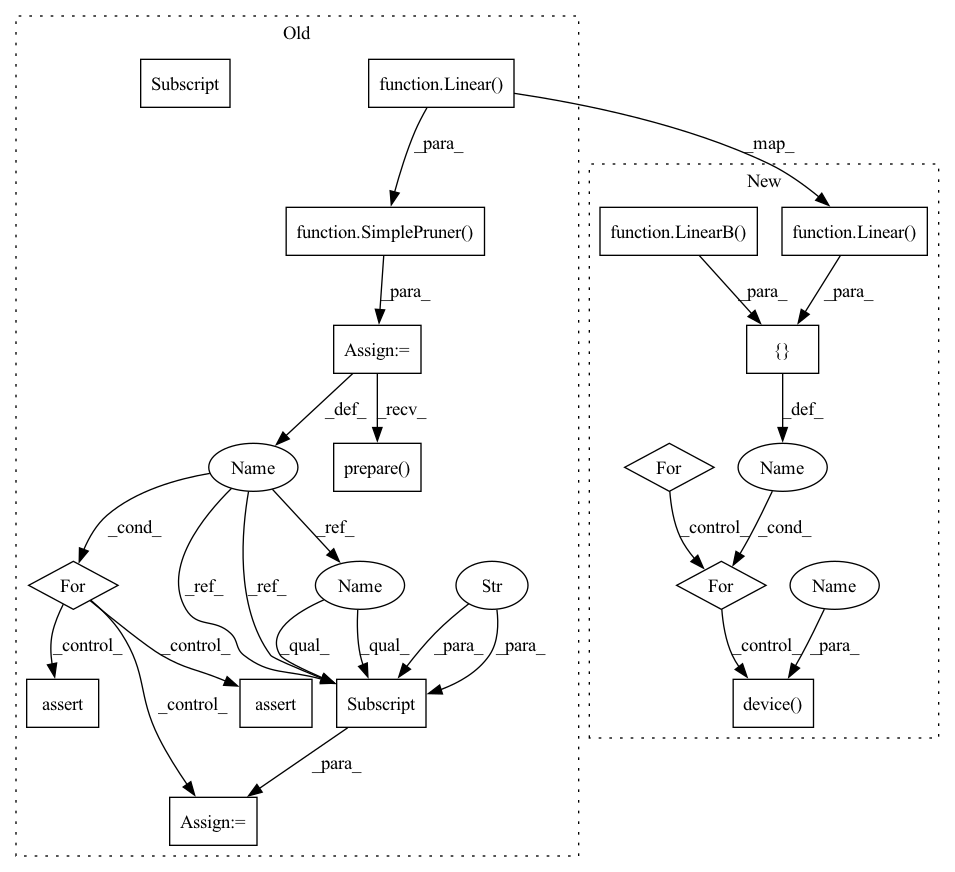 Old
Subscript
function.Linear()
_para_
_map_
New
function.SimplePruner()
function.LinearB()
function.Linear()
_para_
_para_
_para_
Assign:=
{}
_def_
_recv_
_def_
Name
prepare()
For
Name
_cond_
_ref_
_control_
_cond_
For
_ref_
_ref_
Name
Str
For
Name
_control_
_control_
_qual_
_qual_
_para_
_para_
_control_
_para_
assert
_control_
assert
Subscript
device()
_para_
Assign:=